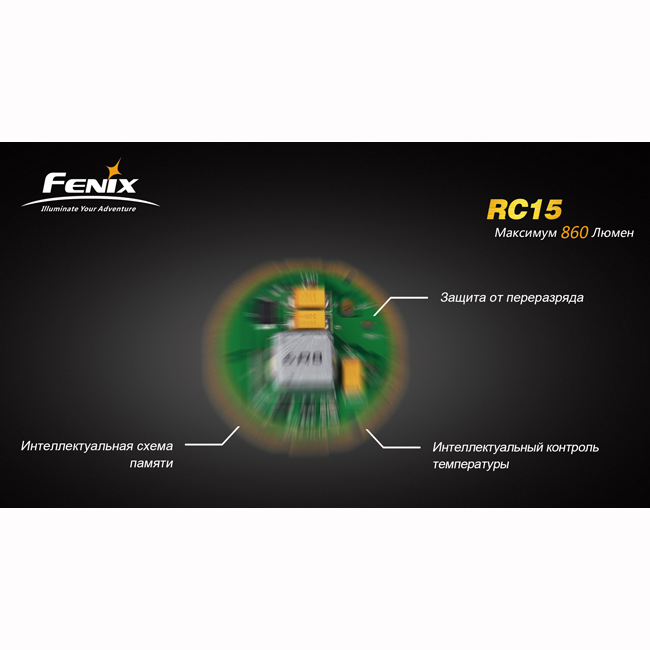 FENIX
Illuminate Your Adventure
RC15
Максимум 860 Люмен
Защита от переразряда
Интеллектуальная схема
памяти
Интеллектуальный контроль
температуры